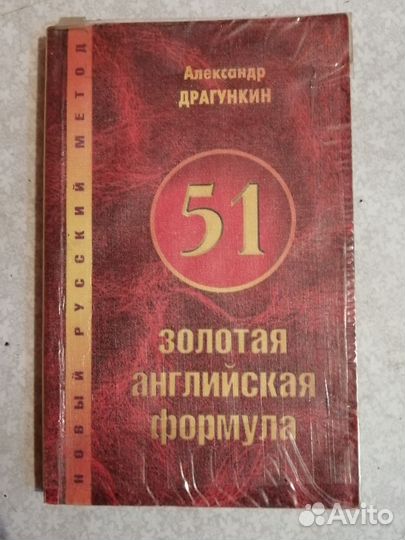 Александр
ДРАГУНКИН
НОВЫЙ РУССКИЙ МЕТОД
51
золотая
английская
формула
Avito